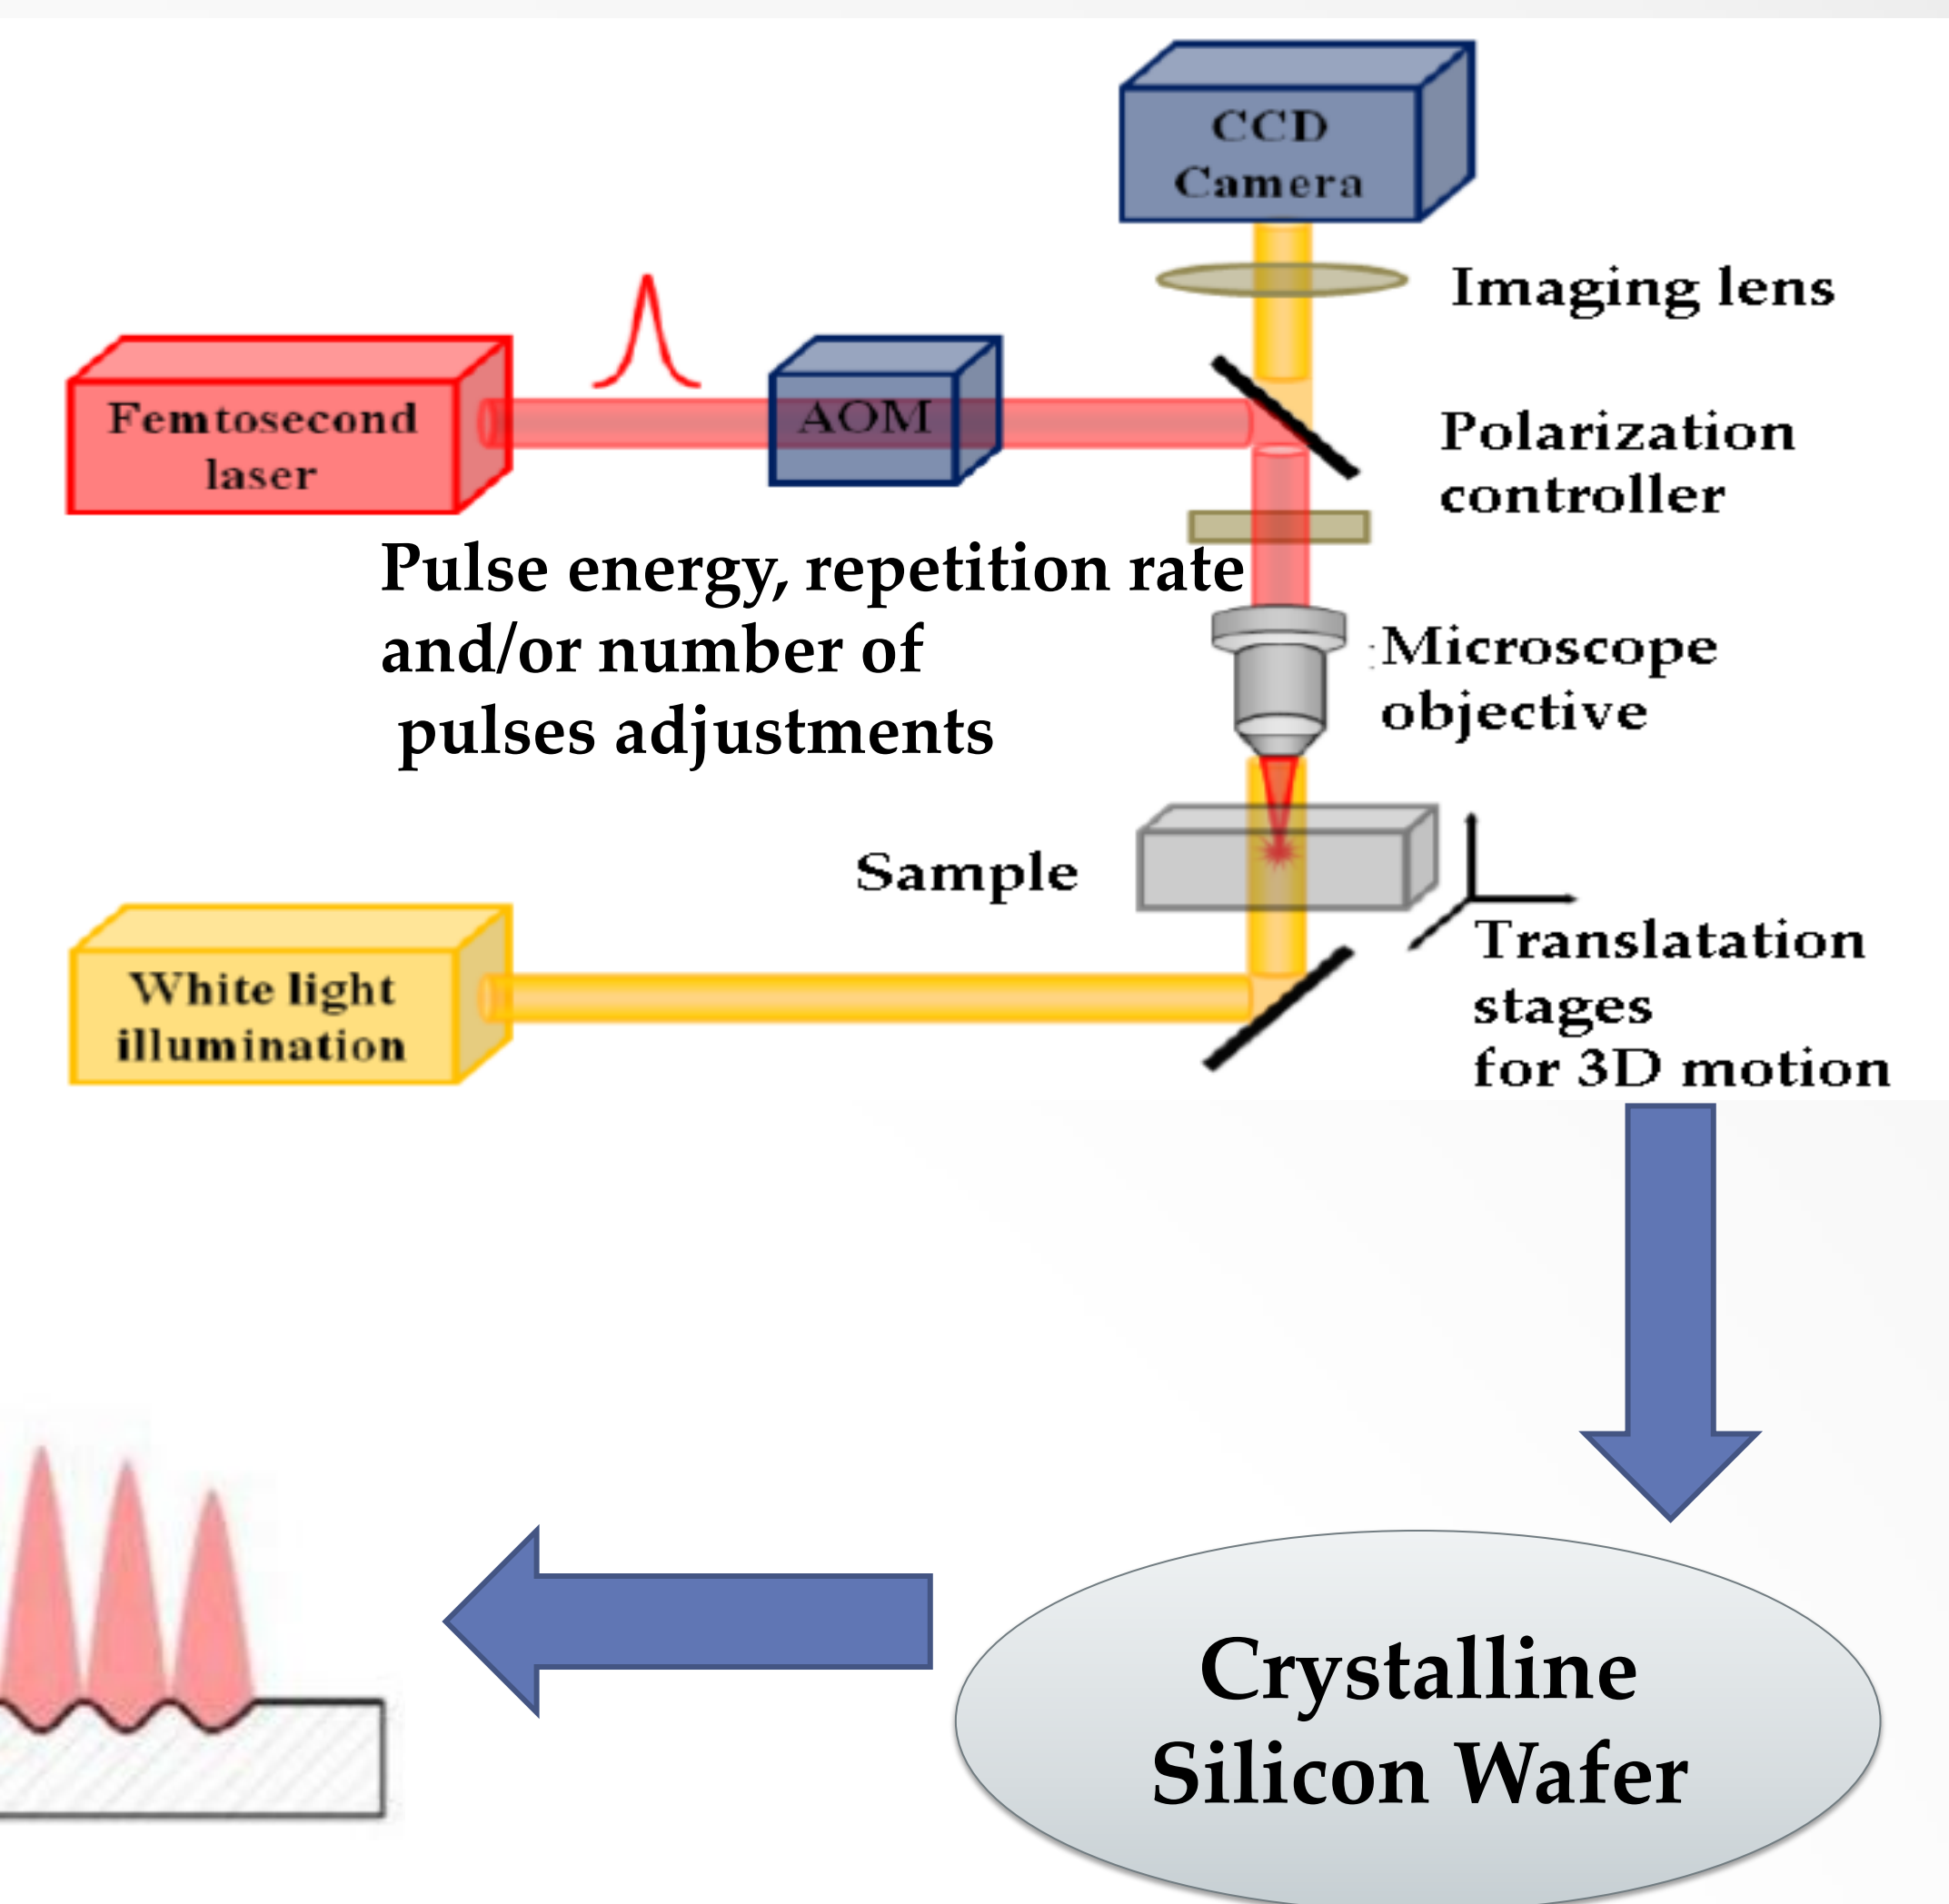 CCD
Camera
Imaging lens
Femtosecond
laser
AOM
Polarization
controller
Pulse energy, repetition rate
and/or number of
pulses adjustments
Microscope
objective
Sample
White light
illumination
Translatation
stages
for 3D motion
Crystalline
Silicon Wafer